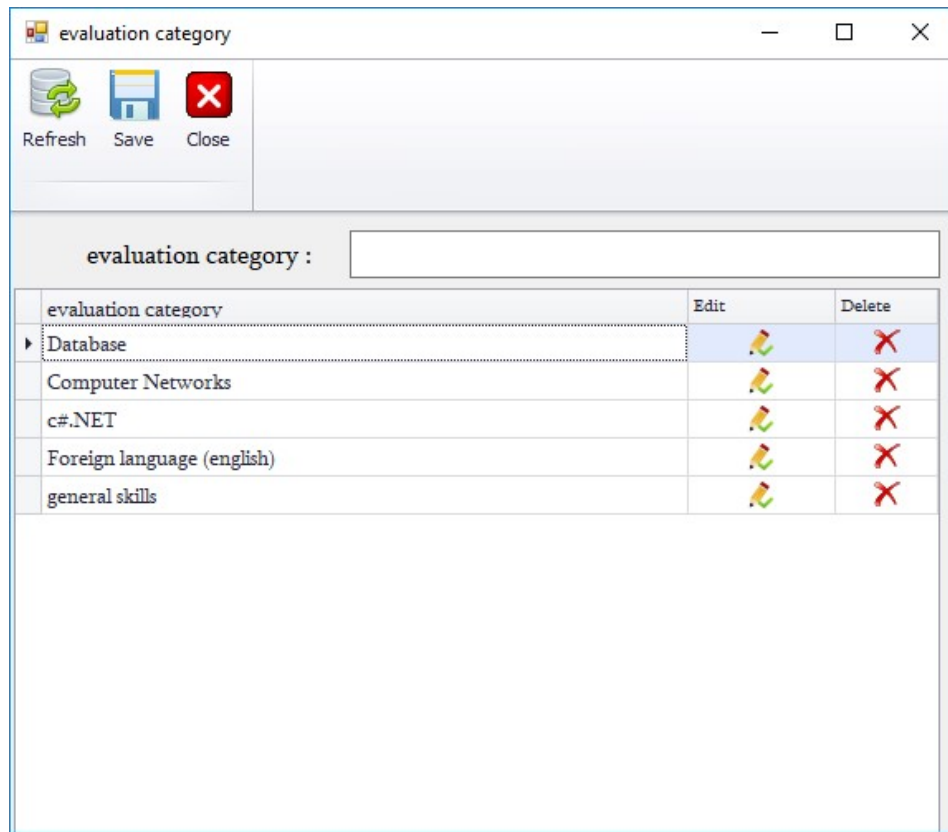 evaluation category
Refresh Save Close
evaluation category :
evaluation category Edit Delete
Database
Computer Networks
c#.NET
Foreign language (english)
general skills